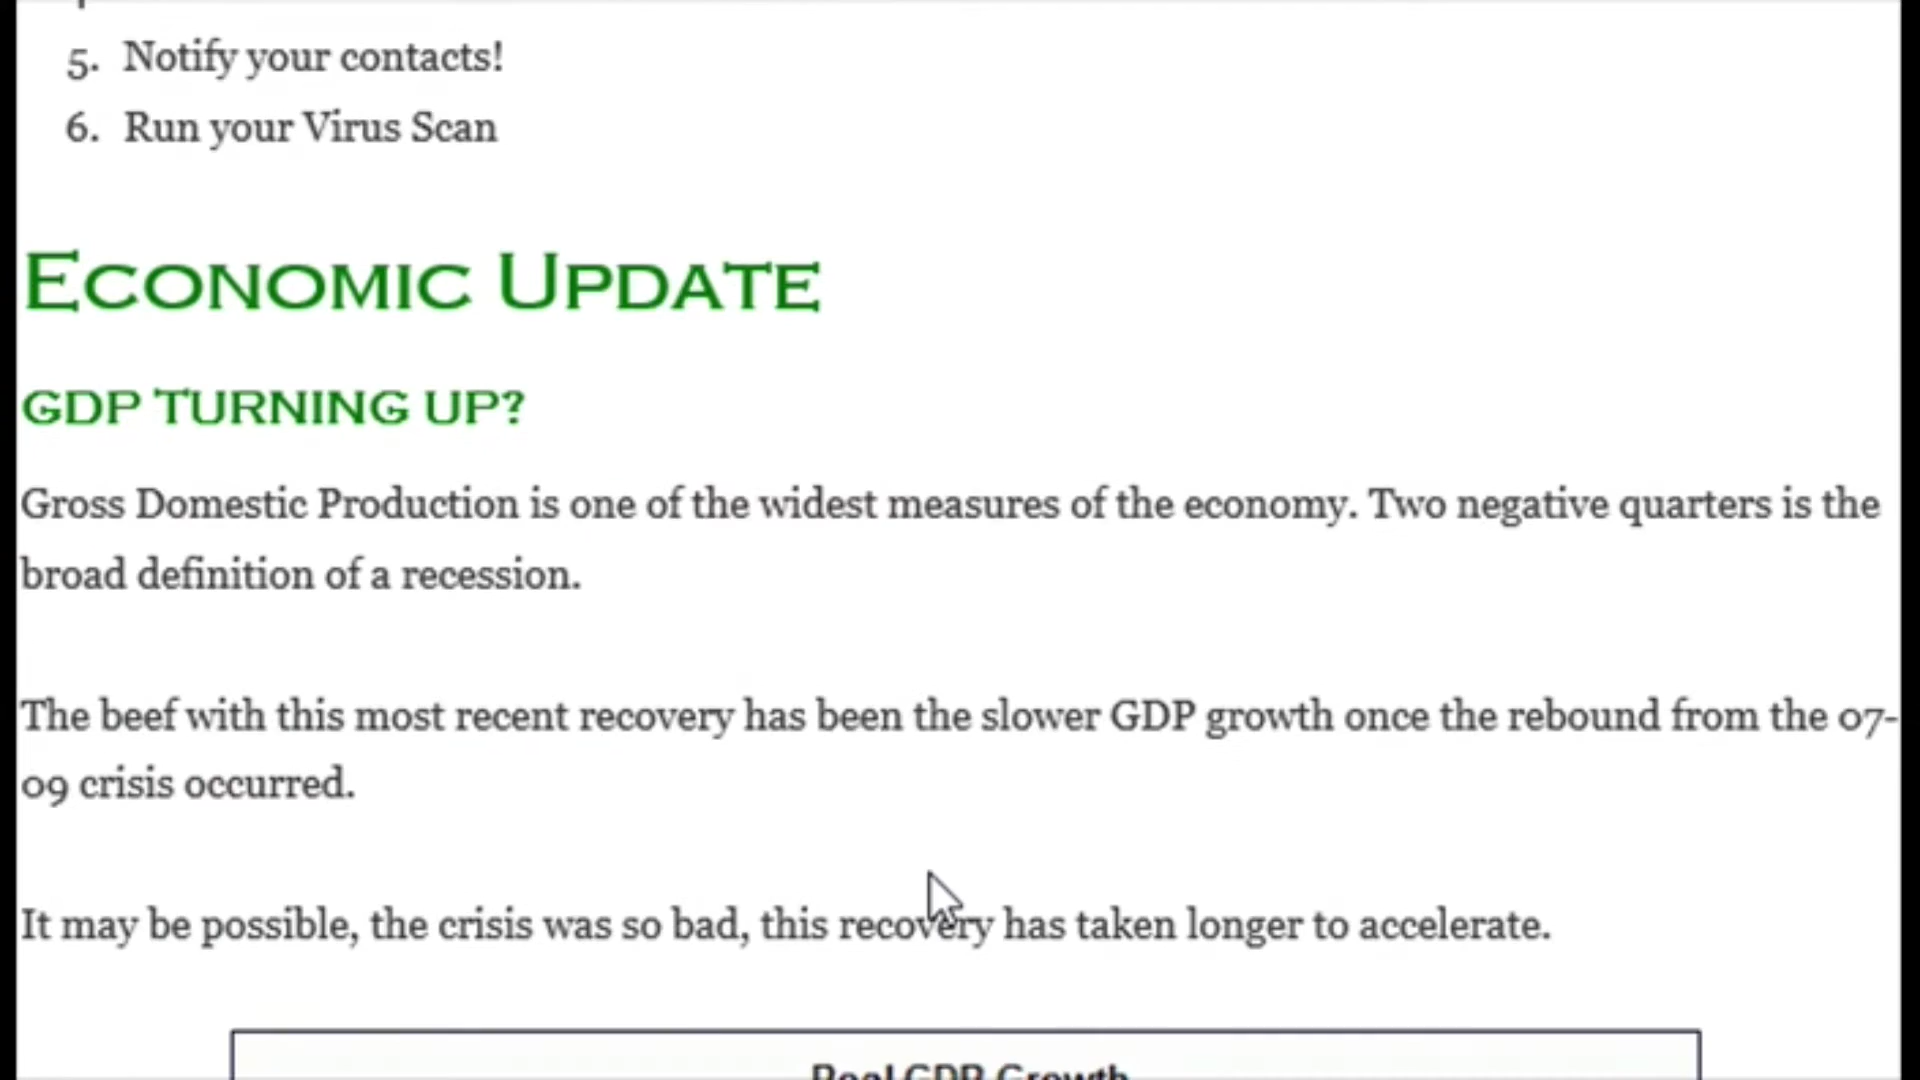 5. Notify your contacts!
6. Run your Virus Scan
Economic Update
GDP Turning up?
Gross Domestic Production is one of the widest measures of the economy. Two negative quarters is the
broad definition of a recession.
The beef with this most recent recovery has been the slower GDP growth once the rebound from the 07-
09 crisis occurred.
It may be possible, the crisis was so bad, this recovery has taken longer to accelerate.
Real GDP Growth